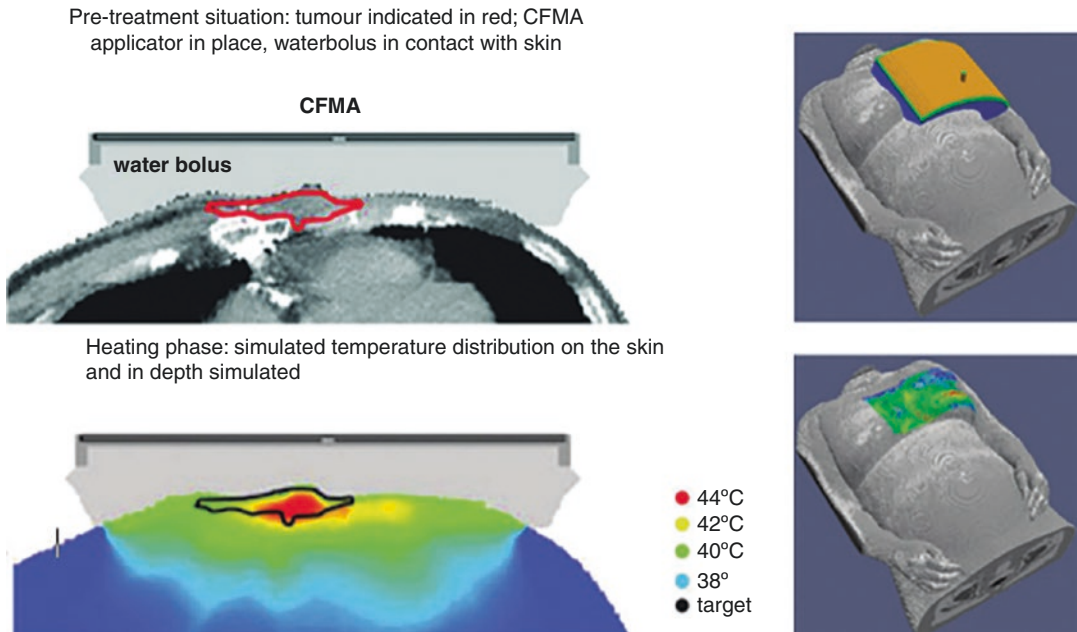 Pre-treatment situation: tumour indicated in red; CFMA
applicator in place, waterbolus in contact with skin
CFMA
water bolus
Heating phase: simulated temperature distribution on the skin
and in depth simulated
44ºC
42ºC
40ºC
38º
target